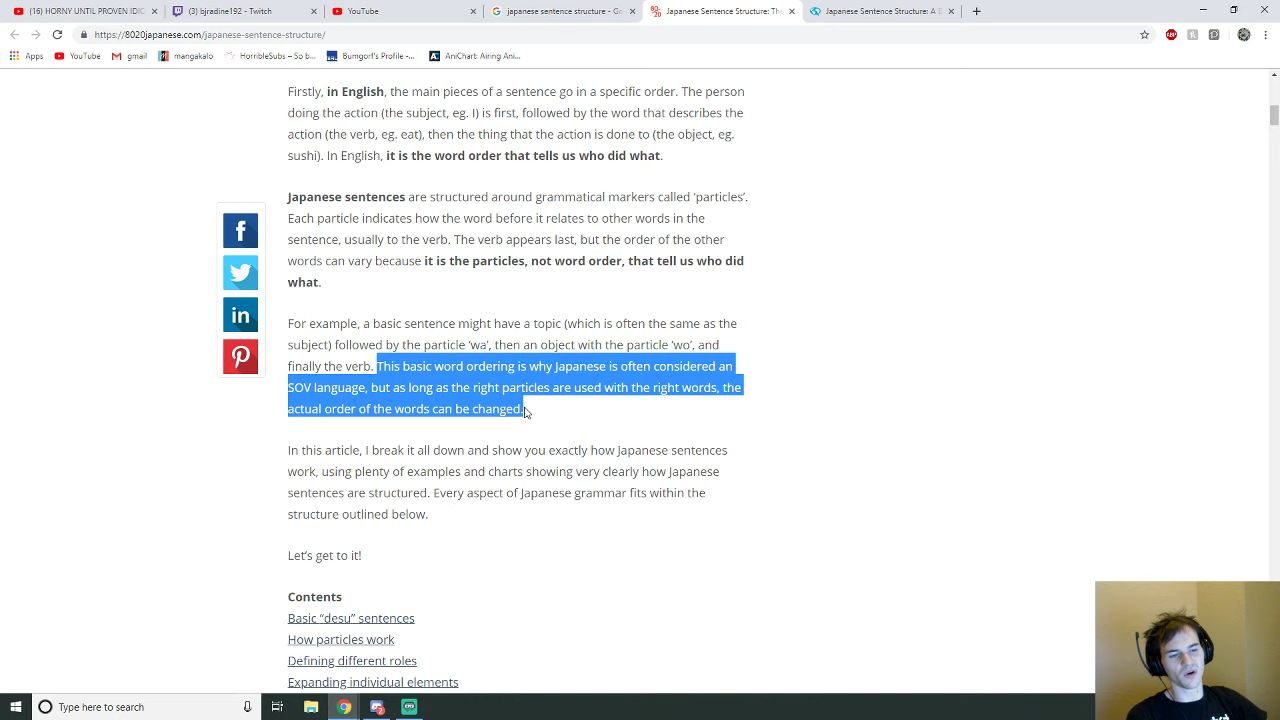 (16) HORNY UNTIL PROVEN IDIO
bjradine192 - Twitch
YouTube
japanese sentence structure - Go
Japanese Sentence Structure: The
Japanese Sentence Structure: A B
https://8020japanese.com/japanese-sentence-structure/
Apps
YouTube
gmail
mangakalo
HorribleSubs – So b...
Bumgorf's Profile -...
AniChart: Airing Ani...
Firstly, in English, the main pieces of a sentence go in a specific order. The person
doing the action (the subject, eg. I) is first, followed by the word that describes the
action (the verb, eg. eat), then the thing that the action is done to (the object, eg.
sushi). In English, it is the word order that tells us who did what.
Japanese sentences are structured around grammatical markers called ‘particles’.
Each particle indicates how the word before it relates to other words in the
sentence, usually to the verb. The verb appears last, but the order of the other
words can vary because it is the particles, not word order, that tell us who did
what.
For example, a basic sentence might have a topic (which is often the same as the
subject) followed by the particle ‘wa’, then an object with the particle ‘wo’, and
finally the verb. This basic word ordering is why Japanese is often considered an
SOV language, but as long as the right particles are used with the right words, the
actual order of the words can be changed.
In this article, I break it all down and show you exactly how Japanese sentences
work, using plenty of examples and charts showing very clearly how Japanese
sentences are structured. Every aspect of Japanese grammar fits within the
structure outlined below.
Let’s get to it!
Contents
Basic “desu” sentences
How particles work
Defining different roles
Expanding individual elements
Type here to search